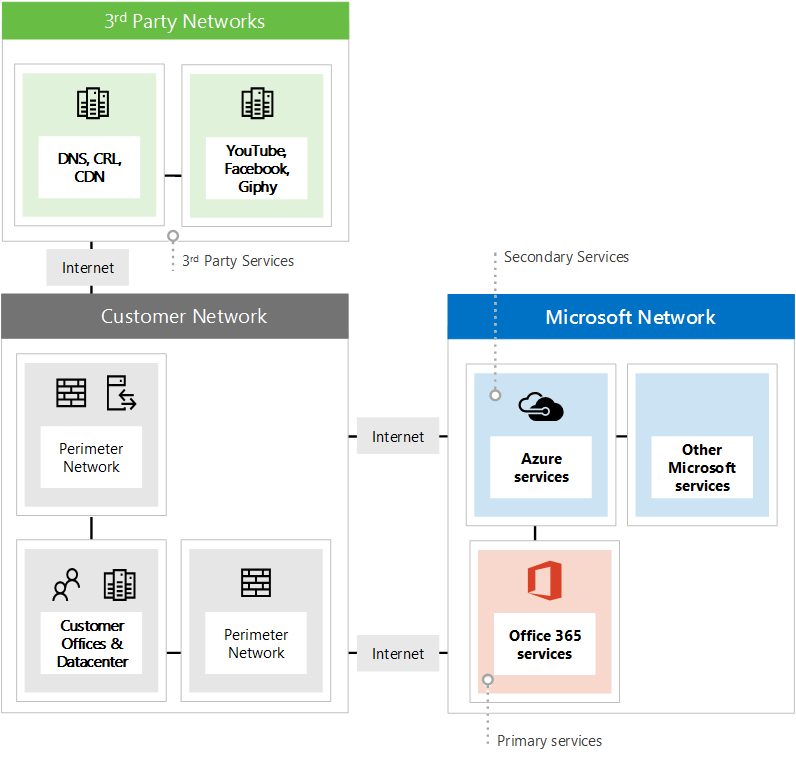 3rd Party Networks
DNS, CRL,
CDN
YouTube,
Facebook,
Giphy
3rd Party Services
Internet
Customer Network
Perimeter
Network
Customer
Offices &
Datacenter
Perimeter
Network
Internet
Internet
Secondary Services
Microsoft Network
Azure
services
Other
Microsoft
services
Office 365
services
Primary services